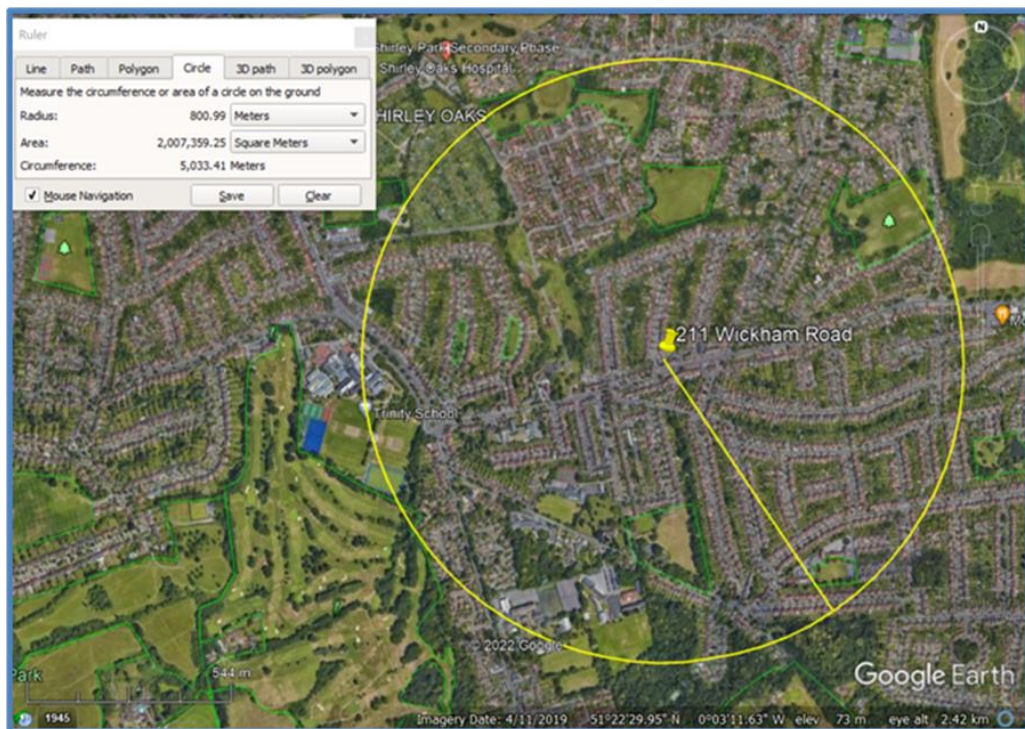 Ruler
Line Path Polygon Circle 3D path 3D polygon
Measure the circumference or area of a circle on the ground
Radius: 800.99 Meters
Area: 2,007,359.25 Square Meters
Circumference: 5,033.41 Meters
Mouse Navigation Save Clear
Shirley Park Secondary Phase
Shirley Oaks Hospital
SHIRLEY OAKS
N
211 Wickham Road
Trinity School
© 2022 Google
Park
544 m
Google Earth
1945
Imagery Date: 4/11/2019 51°22'29.95" N 0°03'11.63" W elev 73 m eye alt 2.42 km